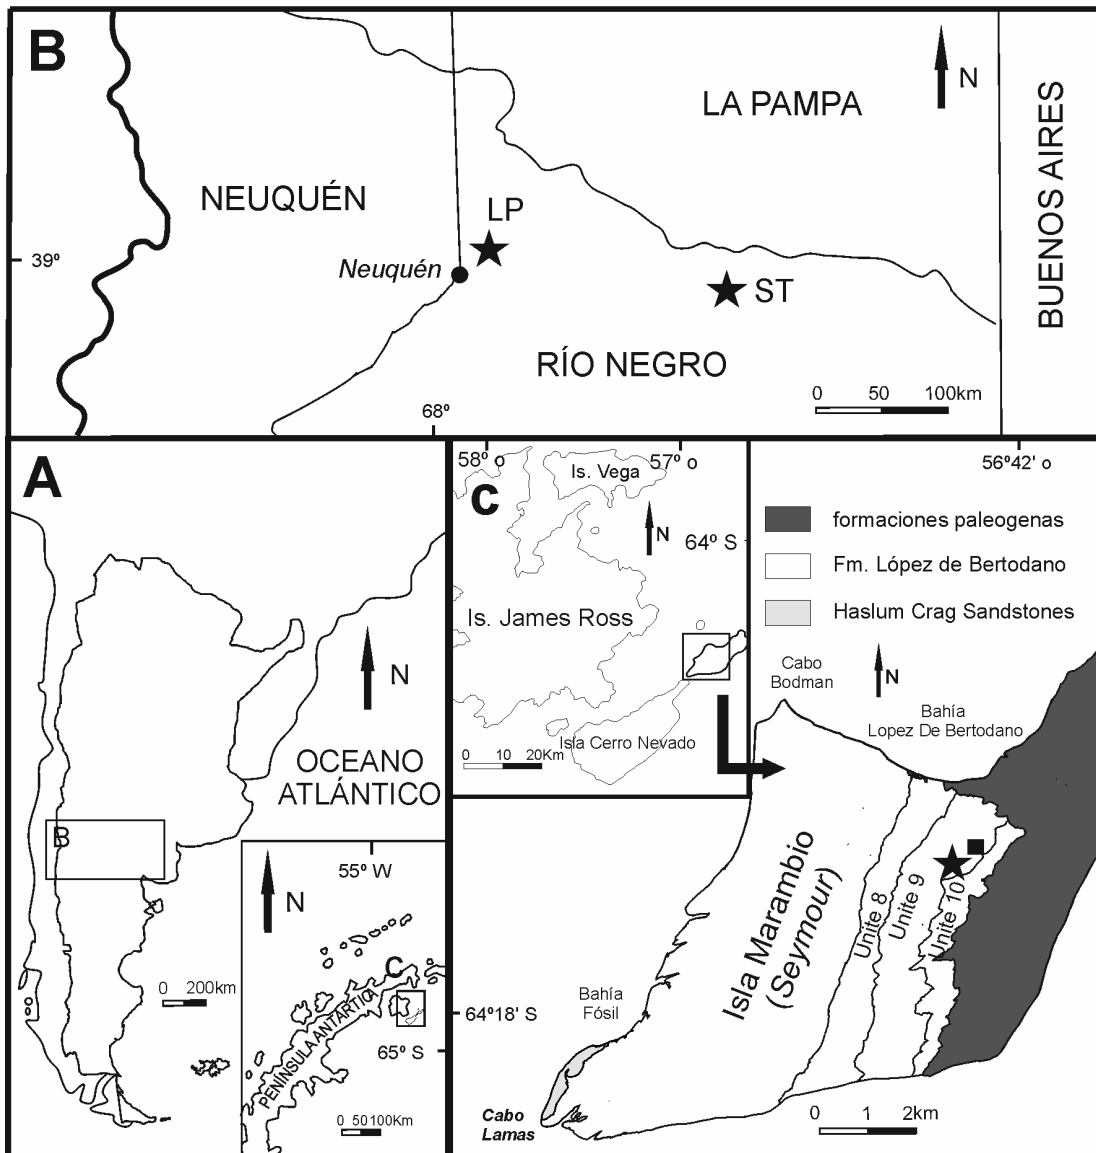 B
N
LA PAMPA
BUENOS AIRES
NEUQUÉN
LP
39º
Neuquén
ST
RÍO NEGRO
0 50 100km
68º
A
N
OCEANO
ATLÁNTICO
B
55º W
N
C
PENÍNSULA ANTÁRTICA
0 200km
65º S
0 50 100Km
C
58º o
57º o
56º42' o
Is. Vega
N
64º S
Is. James Ross
Isla Cerro Nevado
0 10 20Km
formaciones paleogenas
Fm. López de Bertodano
Haslum Crag Sandstones
N
Cabo
Bodman
Bahía
Lopez De Bertodano
Isla Marambio
(Seymour)
Unite 8
Unite 9
Unite 10
Bahía
Fósil
64º18' S
Cabo
Lamas
0 1 2km